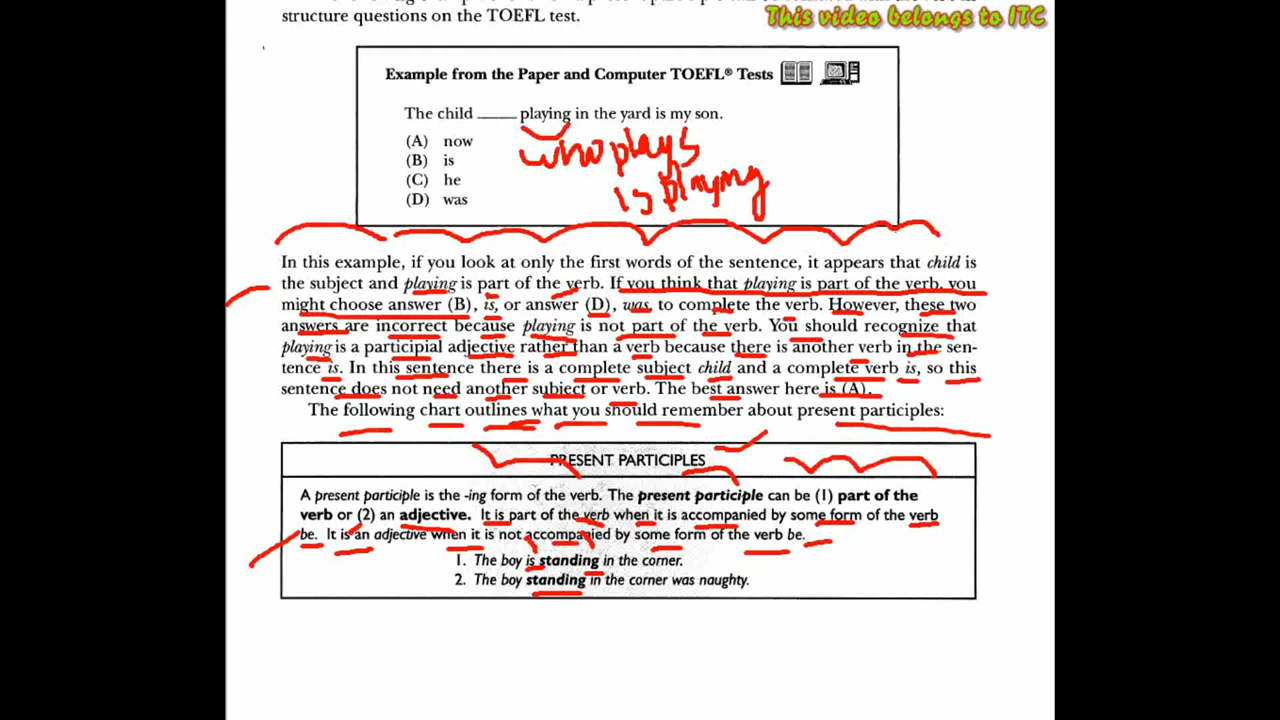 structure questions on the TOEFL test.
This video belongs to ITC
Example from the Paper and Computer TOEFL® Tests
The child ____ playing in the yard is my son.
(A) now
(B) is
(C) he
(D) was
who plays
is playing
In this example, if you look at only the first words of the sentence, it appears that child is
the subject and playing is part of the verb. If you think that playing is part of the verb, you
might choose answer (B), is, or answer (D), was, to complete the verb. However, these two
answers are incorrect because playing is not part of the verb. You should recognize that
playing is a participial adjective rather than a verb because there is another verb in the sen-
tence is. In this sentence there is a complete subject child and a complete verb is, so this
sentence does not need another subject or verb. The best answer here is (A).
The following chart outlines what you should remember about present participles:
PRESENT PARTICIPLES
A present participle is the -ing form of the verb. The present participle can be (1) part of the
verb or (2) an adjective. It is part of the verb when it is accompanied by some form of the verb
be. It is an adjective when it is not accompanied by some form of the verb be.
1. The boy is standing in the corner.
2. The boy standing in the corner was naughty.